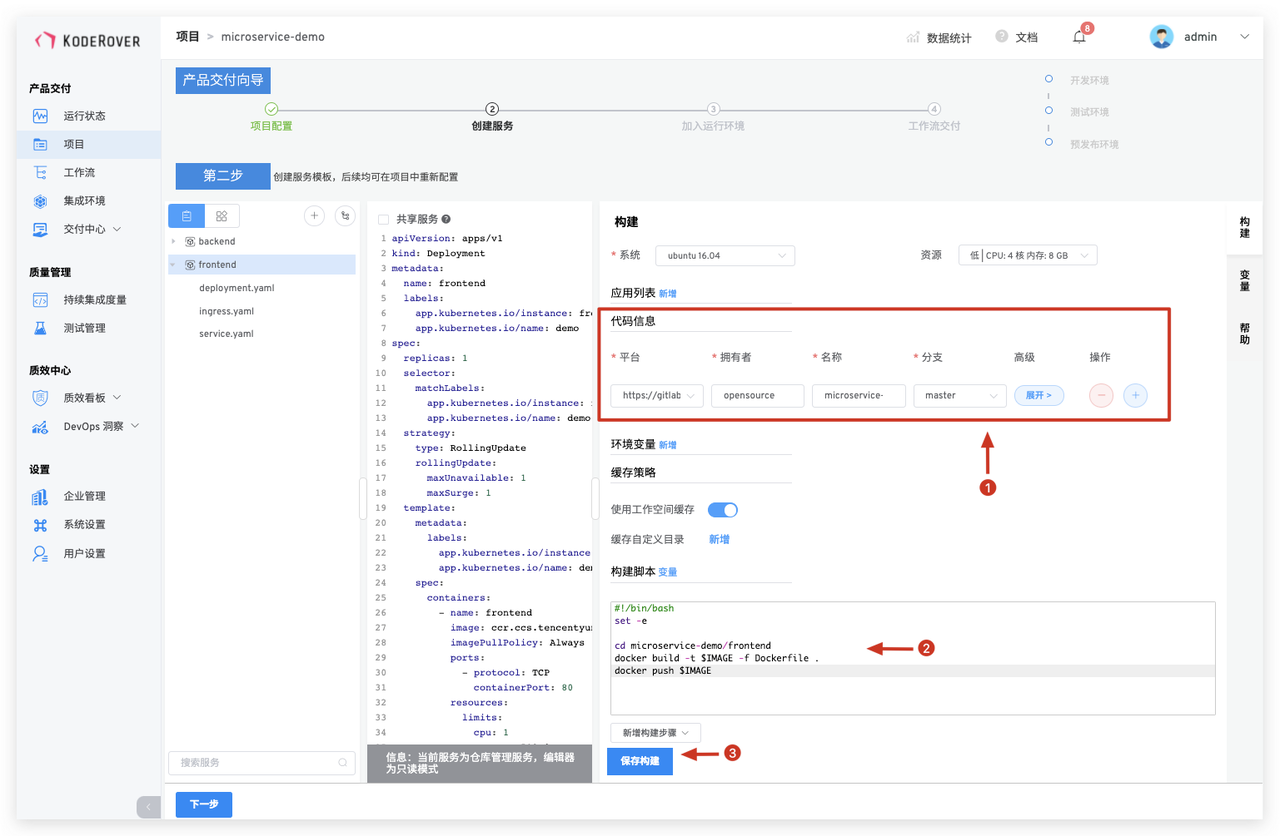 KODEROVER
项目 > microservice-demo
数据统计
? 文档
8
admin
产品交付
运行状态
项目
工作流
集成环境
交付中心
质量管理
持续集成度量
测试管理
质效中心
质效看板
DevOps 洞察
设置
企业管理
系统设置
用户设置
产品交付向导
项目配置
2
创建服务
3
加入运行环境
4
工作流交付
开发环境
测试环境
预发布环境
第二步 创建服务模板，后续均可在项目中重新配置
backend
frontend
deployment.yaml
ingress.yaml
service.yaml
搜索服务
下一步
共享服务 ?
1 apiVersion: apps/v1
2 kind: Deployment
3 metadata:
4 name: frontend
5 labels:
6 app.kubernetes.io/instance: fr
7 app.kubernetes.io/name: demo
8 spec:
9 replicas: 1
10 selector:
11 matchLabels:
12 app.kubernetes.io/instance:
13 app.kubernetes.io/name: demo
14 strategy:
15 type: RollingUpdate
16 rollingUpdate:
17 maxUnavailable: 1
18 maxSurge: 1
19 template:
20 metadata:
21 labels:
22 app.kubernetes.io/instance
23 app.kubernetes.io/name: de
24 spec:
25 containers:
26 - name: frontend
27 image: ccr.ccs.tencentyu
28 imagePullPolicy: Always
29 ports:
30 - protocol: TCP
31 containerPort: 80
32 resources:
33 limits:
34 cpu: 1
信息：当前服务为仓库管理服务，编辑器
为只读模式
构建
* 系统 ubuntu 16.04 资源 低 | CPU: 4 核 内存: 8 GB
应用列表 新增
代码信息
* 平台 * 拥有者 * 名称 * 分支 高级 操作
https://gitlab opensource microservice- master 展开 >
环境变量 新增
1
缓存策略
使用工作空间缓存
缓存自定义目录 新增
构建脚本 变量
#!/bin/bash
set -e
cd microservice-demo/frontend
2
docker build -t $IMAGE -f Dockerfile .
docker push $IMAGE
新增构建步骤
保存构建
3
构建
变量
帮助